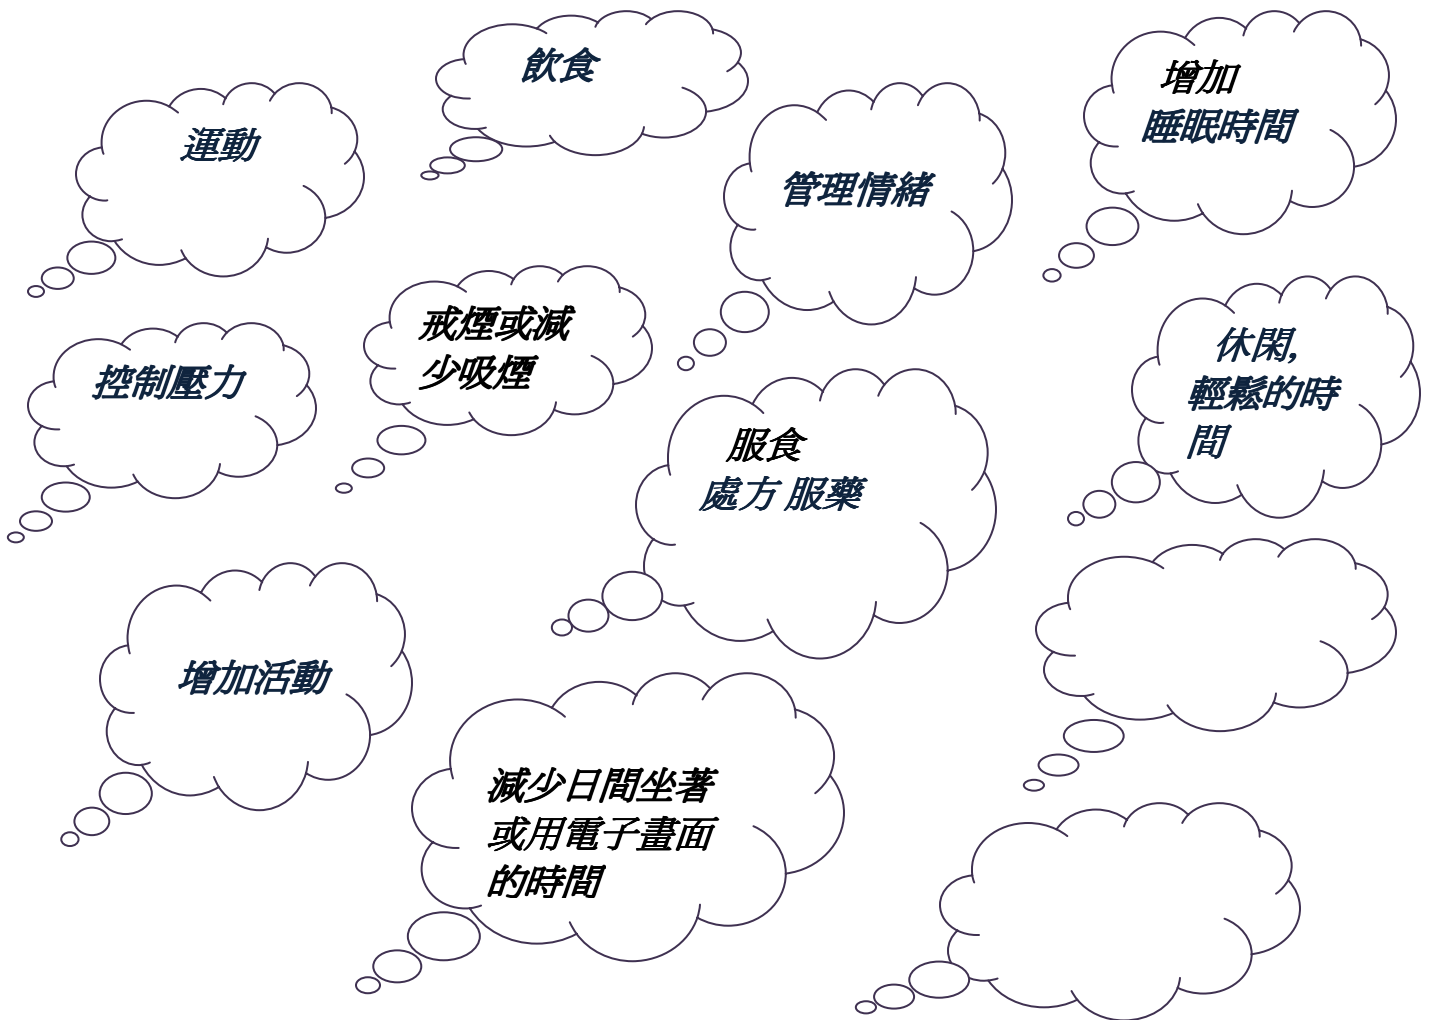 飲食
增加
睡眠時間
運動
管理情緒
戒煙或減
少吸煙
休閑,
輕鬆的時
間
控制壓力
服食
處方 服藥
增加活動
減少日間坐著
或用電子畫面
的時間